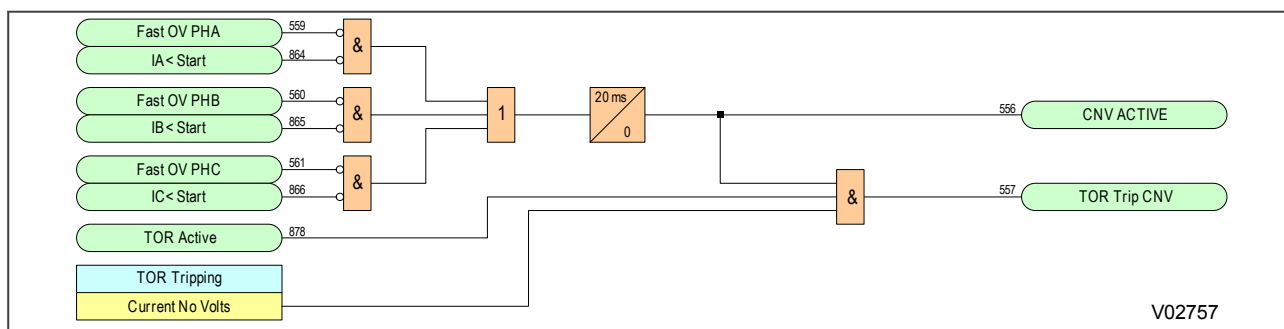 Fast OV PHA
559
IA < Start
864
&
Fast OV PHB
560
IB < Start
865
&
Fast OV PHC
561
IC < Start
866
&
1
20 ms
0
556
CNV ACTIVE
&
557
TOR Trip CNV
TOR Active
878
TOR Tripping
Current No Volts
V02757